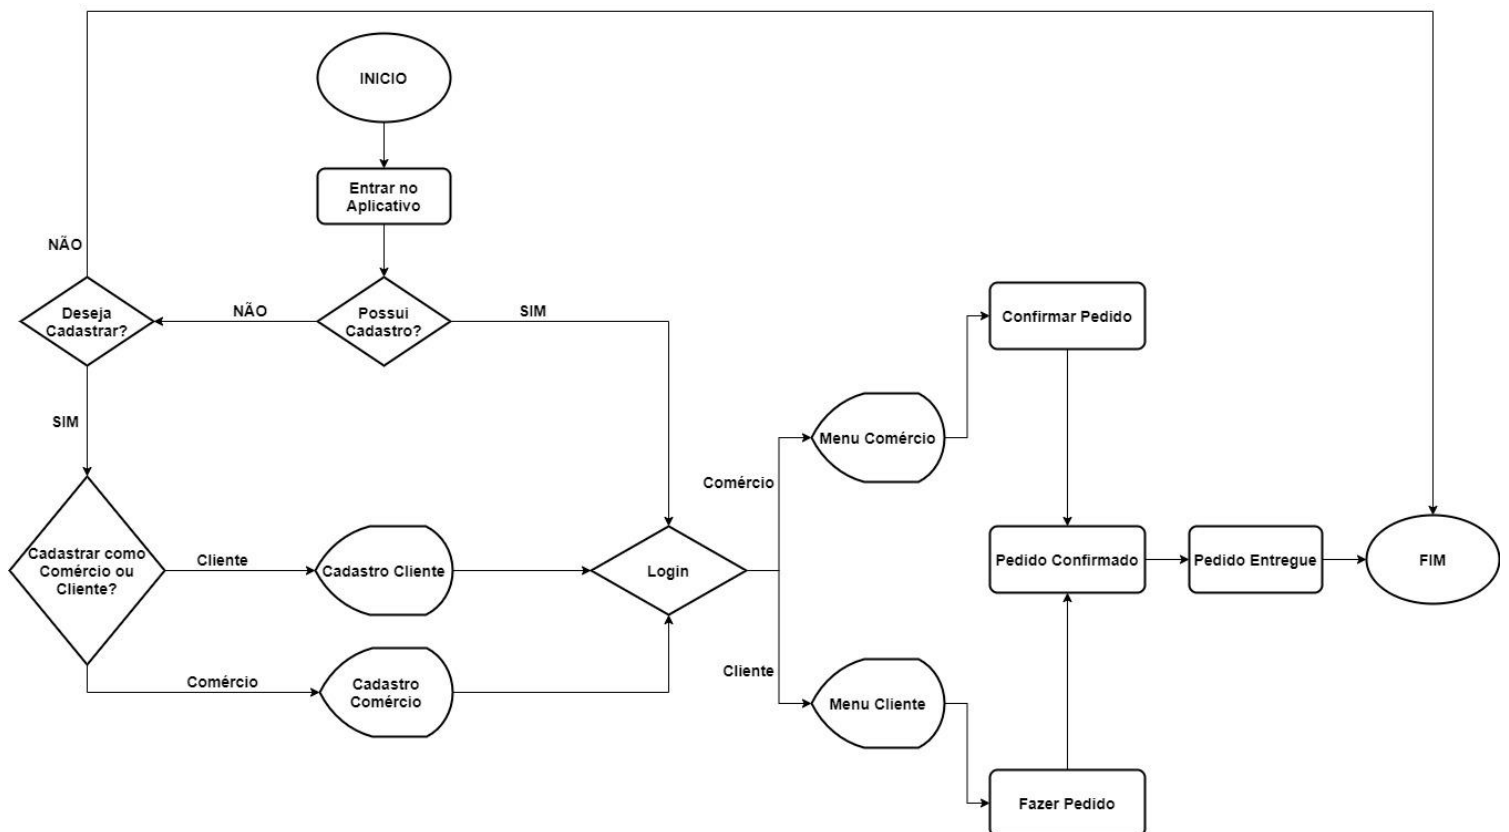 INICIO
Entrar no
Aplicativo
NÃO
Deseja
Cadastrar?
NÃO
Possui
Cadastro?
SIM
Confirmar Pedido
SIM
Menu Comércio
Comércio
Cadastrar como
Comércio ou
Cliente?
Cliente
Cadastro Cliente
Login
Pedido Confirmado
Pedido Entregue
FIM
Comércio
Cadastro
Comércio
Cliente
Menu Cliente
Fazer Pedido